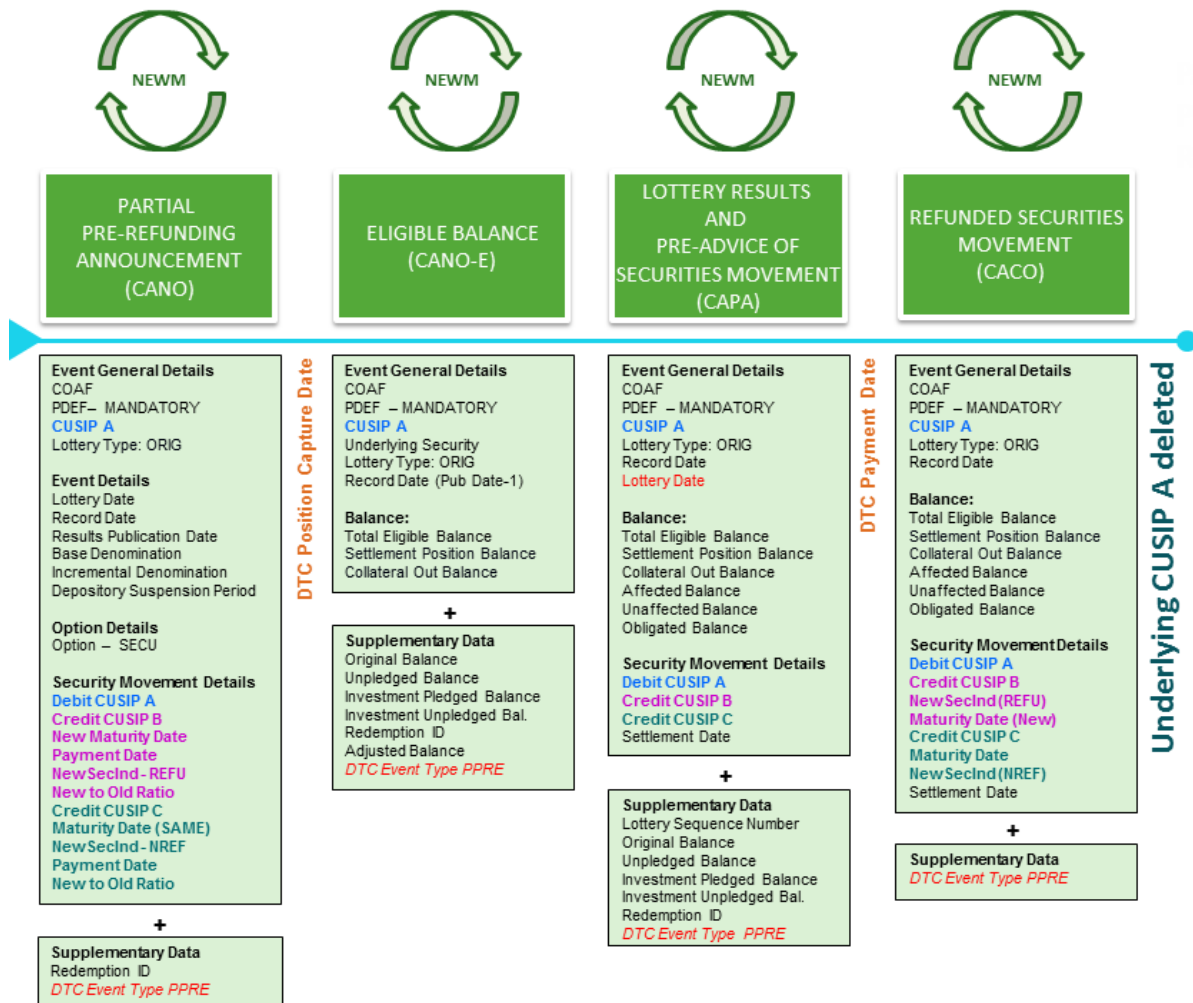 NEWM
NEWM
NEWM
NEWM
PARTIAL
PRE-REFUNDING
ANNOUNCEMENT
(CANO)
ELIGIBLE BALANCE
(CANO-E)
LOTTERY RESULTS
AND
PRE-ADVICE OF
SECURITIES MOVEMENT
(CAPA)
REFUNDED SECURITIES
MOVEMENT
(CACO)
Event General Details
COAF
PDEF– MANDATORY
CUSIP A
Lottery Type: ORIG
Event Details
Lottery Date
Record Date
Results Publication Date
Base Denomination
Incremental Denomination
Depository Suspension Period
Option Details
Option – SECU
Security Movement Details
Debit CUSIP A
Credit CUSIP B
New Maturity Date
Payment Date
NewSecInd - REFU
New to Old Ratio
Credit CUSIP C
Maturity Date (SAME)
NewSecInd - NREF
Payment Date
New to Old Ratio
+
Supplementary Data
Redemption ID
DTC Event Type PPRE
DTC Position Capture Date
Event General Details
COAF
PDEF – MANDATORY
CUSIP A
Underlying Security
Lottery Type: ORIG
Record Date (Pub Date-1)
Balance:
Total Eligible Balance
Settlement Position Balance
Collateral Out Balance
+
Supplementary Data
Original Balance
Unpledged Balance
Investment Pledged Balance
Investment Unpledged Bal.
Redemption ID
Adjusted Balance
DTC Event Type PPRE
Event General Details
COAF
PDEF – MANDATORY
CUSIP A
Lottery Type: ORIG
Record Date
Lottery Date
Balance:
Total Eligible Balance
Settlement Position Balance
Collateral Out Balance
Affected Balance
Unaffected Balance
Obligated Balance
Security Movement Details
Debit CUSIP A
Credit CUSIP B
Credit CUSIP C
Settlement Date
+
Supplementary Data
Lottery Sequence Number
Original Balance
Unpledged Balance
Investment Pledged Balance
Investment Unpledged Bal.
Redemption ID
DTC Event Type PPRE
DTC Payment Date
Event General Details
COAF
PDEF – MANDATORY
CUSIP A
Lottery Type: ORIG
Record Date
Balance:
Total Eligible Balance
Settlement Position Balance
Collateral Out Balance
Affected Balance
Unaffected Balance
Obligated Balance
Security Movement Details
Debit CUSIP A
Credit CUSIP B
NewSecInd (REFU)
Maturity Date (New)
Credit CUSIP C
Maturity Date
NewSecInd (NREF)
Settlement Date
+
Supplementary Data
DTC Event Type PPRE
Underlying CUSIP A deleted